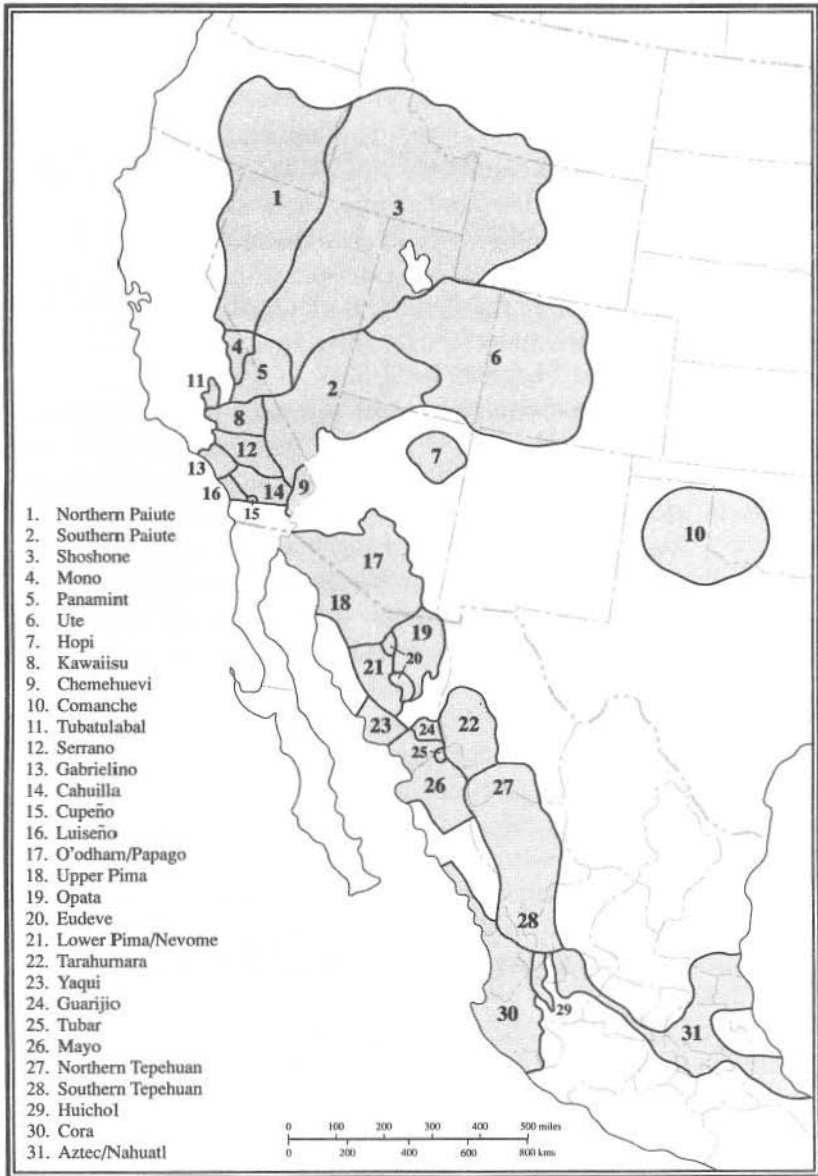 1
3
4
5
6
11
2
8
7
12
13
14
9
16
15
10
17
18
19
20
21
22
23
24
25
26
27
28
29
30
31
1. Northern Paiute
2. Southern Paiute
3. Shoshone
4. Mono
5. Panamint
6. Ute
7. Hopi
8. Kawaiisu
9. Chemehuevi
10. Comanche
11. Tubatulabal
12. Serrano
13. Gabrielino
14. Cahuilla
15. Cupeño
16. Luiseño
17. O'odham/Papago
18. Upper Pima
19. Opata
20. Eudeve
21. Lower Pima/Nevome
22. Tarahumara
23. Yaqui
24. Guarijio
25. Tubar
26. Mayo
27. Northern Tepehuan
28. Southern Tepehuan
29. Huichol
30. Cora
31. Aztec/Nahuatl
0 100 200 300 400 500 miles
0 200 400 600 800 kms